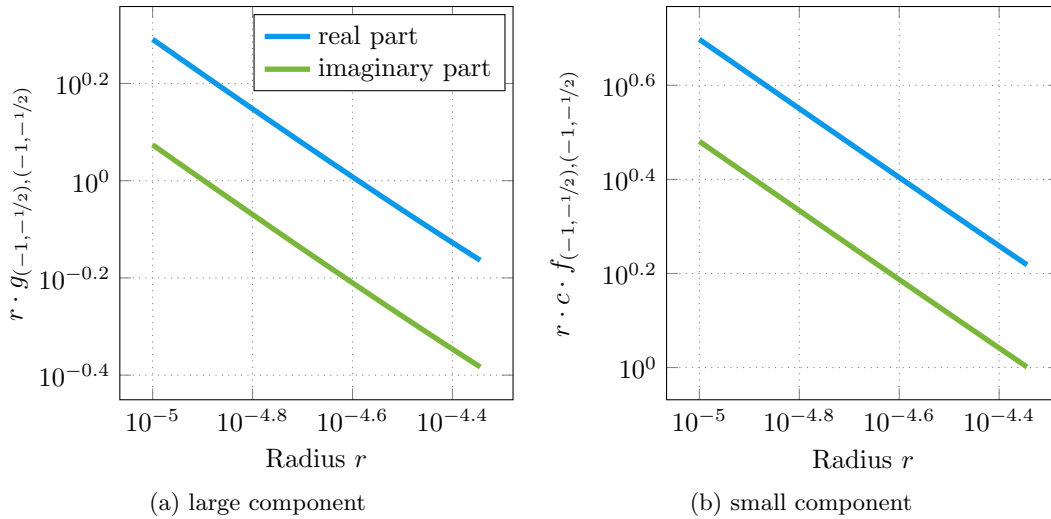 real part
imaginary part
10^0.2
10^0
10^−0.2
10^−0.4
r · g_(−1,−1/2),(−1,−1/2)
10^−5
10^−4.8
10^−4.6
10^−4.4
Radius r
(a) large component
10^0.6
10^0.4
10^0.2
10^0
r · c · f_(−1,−1/2),(−1,−1/2)
10^−5
10^−4.8
10^−4.6
10^−4.4
Radius r
(b) small component